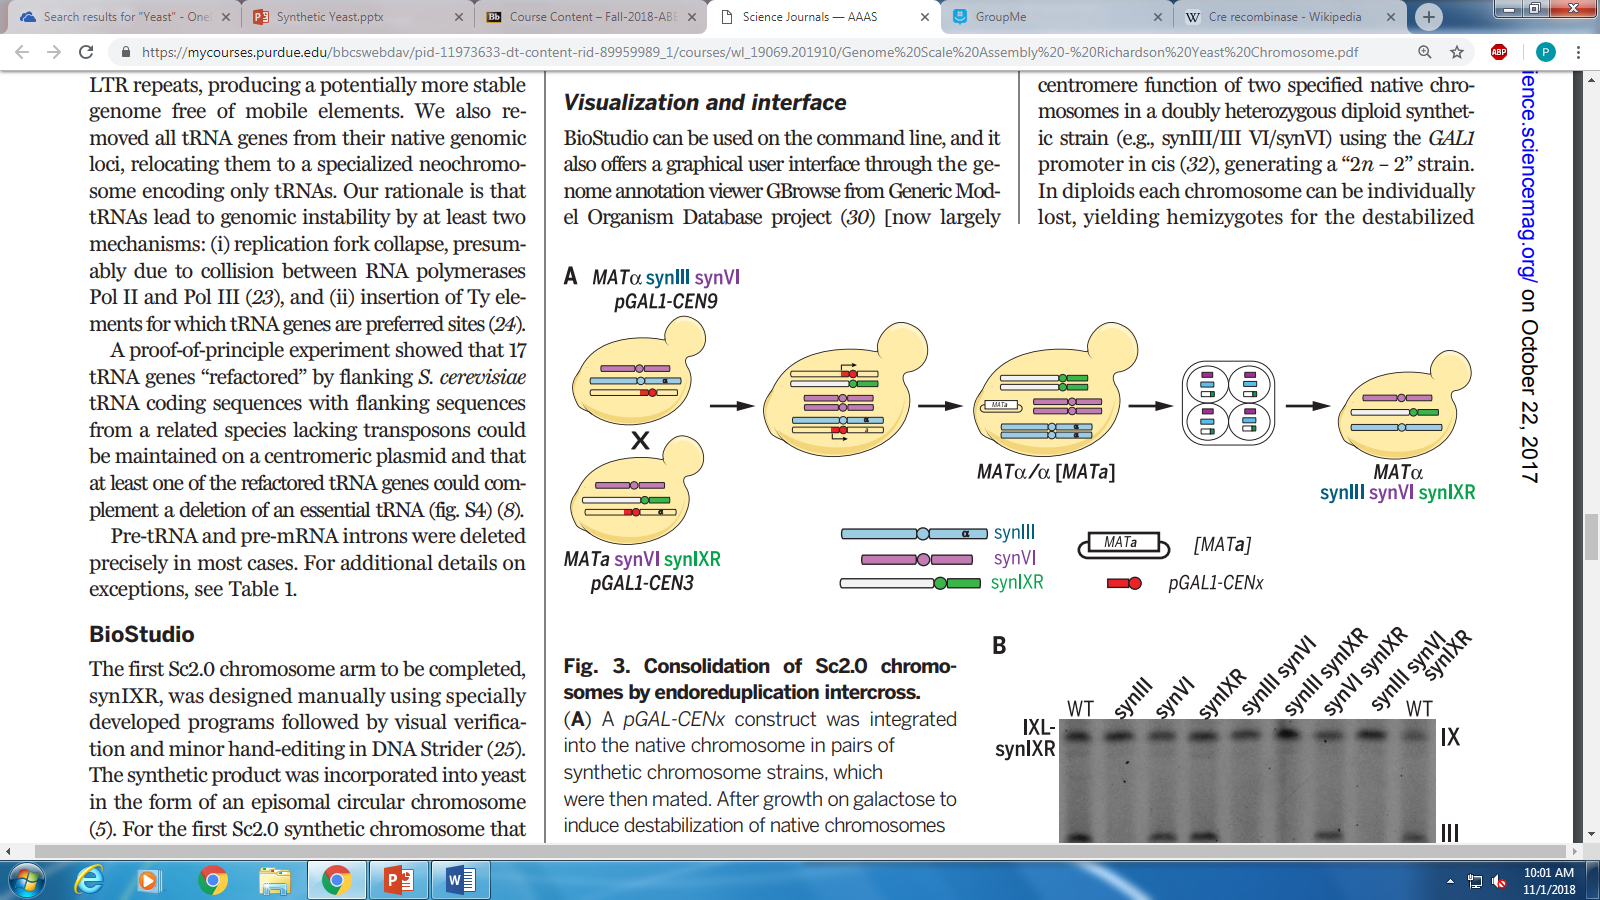 Search results for "Yeast" - One
Synthetic Yeast.pptx
Course Content – Fall-2018-ABE
Science Journals — AAAS
GroupMe
Cre recombinase - Wikipedia
https://mycourses.purdue.edu/bbcswebdav/pid-11973633-dt-content-rid-89959989_1/courses/wl_19069.201910/Genome%20Scale%20Assembly%20-%20Richardson%20Yeast%20Chromosome.pdf
LTR repeats, producing a potentially more stable
genome free of mobile elements. We also re-
moved all tRNA genes from their native genomic
loci, relocating them to a specialized neochromo-
some encoding only tRNAs. Our rationale is that
tRNAs lead to genomic instability by at least two
mechanisms: (i) replication fork collapse, presum-
ably due to collision between RNA polymerases
Pol II and Pol III (23), and (ii) insertion of Ty ele-
ments for which tRNA genes are preferred sites (24).
A proof-of-principle experiment showed that 17
tRNA genes “refactored” by flanking S. cerevisiae
tRNA coding sequences with flanking sequences
from a related species lacking transposons could
be maintained on a centromeric plasmid and that
at least one of the refactored tRNA genes could com-
plement a deletion of an essential tRNA (fig. S4) (8).
Pre-tRNA and pre-mRNA introns were deleted
precisely in most cases. For additional details on
exceptions, see Table 1.
BioStudio
The first Sc2.0 chromosome arm to be completed,
synIXR, was designed manually using specially
developed programs followed by visual verifica-
tion and minor hand-editing in DNA Strider (25).
The synthetic product was incorporated into yeast
in the form of an episomal circular chromosome
(5). For the first Sc2.0 synthetic chromosome that
Visualization and interface
BioStudio can be used on the command line, and it
also offers a graphical user interface through the ge-
nome annotation viewer GBrowse from Generic Mod-
el Organism Database project (30) [now largely
centromere function of two specified native chro-
mosomes in a doubly heterozygous diploid synthet-
ic strain (e.g., synIII/III VI/synVI) using the GAL1
promoter in cis (32), generating a “2n – 2” strain.
In diploids each chromosome can be individually
lost, yielding hemizygotes for the destabilized
A MATα synIII synVI
pGAL1-CEN9
α
X
α
MATa synVI synIXR
pGAL1-CEN3
α
a
MATa
α
α
MATα/α [MATa]
MATα
synIII synVI synIXR
α synIII
synVI
synIXR
MATa [MATa]
pGAL1-CENx
Fig. 3. Consolidation of Sc2.0 chromo-
somes by endoreduplication intercross.
(A) A pGAL-CENx construct was integrated
into the native chromosome in pairs of
synthetic chromosome strains, which
were then mated. After growth on galactose to
induce destabilization of native chromosomes
B
WT
synIII
synVI
synIXR
synIII synVI
synIII synIXR
synVI synIXR
synIII synVI
synIXR
WT
IXL-
synIXR
IX
III
ience.sciencemag.org/ on October 22, 2017
10:01 AM
11/1/2018